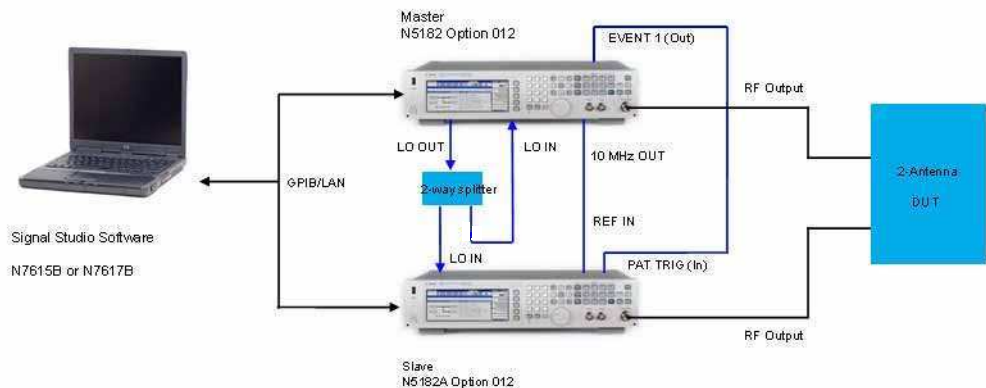 Master
N5182 Option 012
EVENT 1 (Out)
RF Output
LO OUT
LO IN
10 MHz OUT
GPIB/LAN
2-way splitter
2-Antenna
DUT
REF IN
Signal Studio Software
N7615B or N7617B
LO IN
PAT TRIG (In)
RF Output
Slave
N5182A Option 012